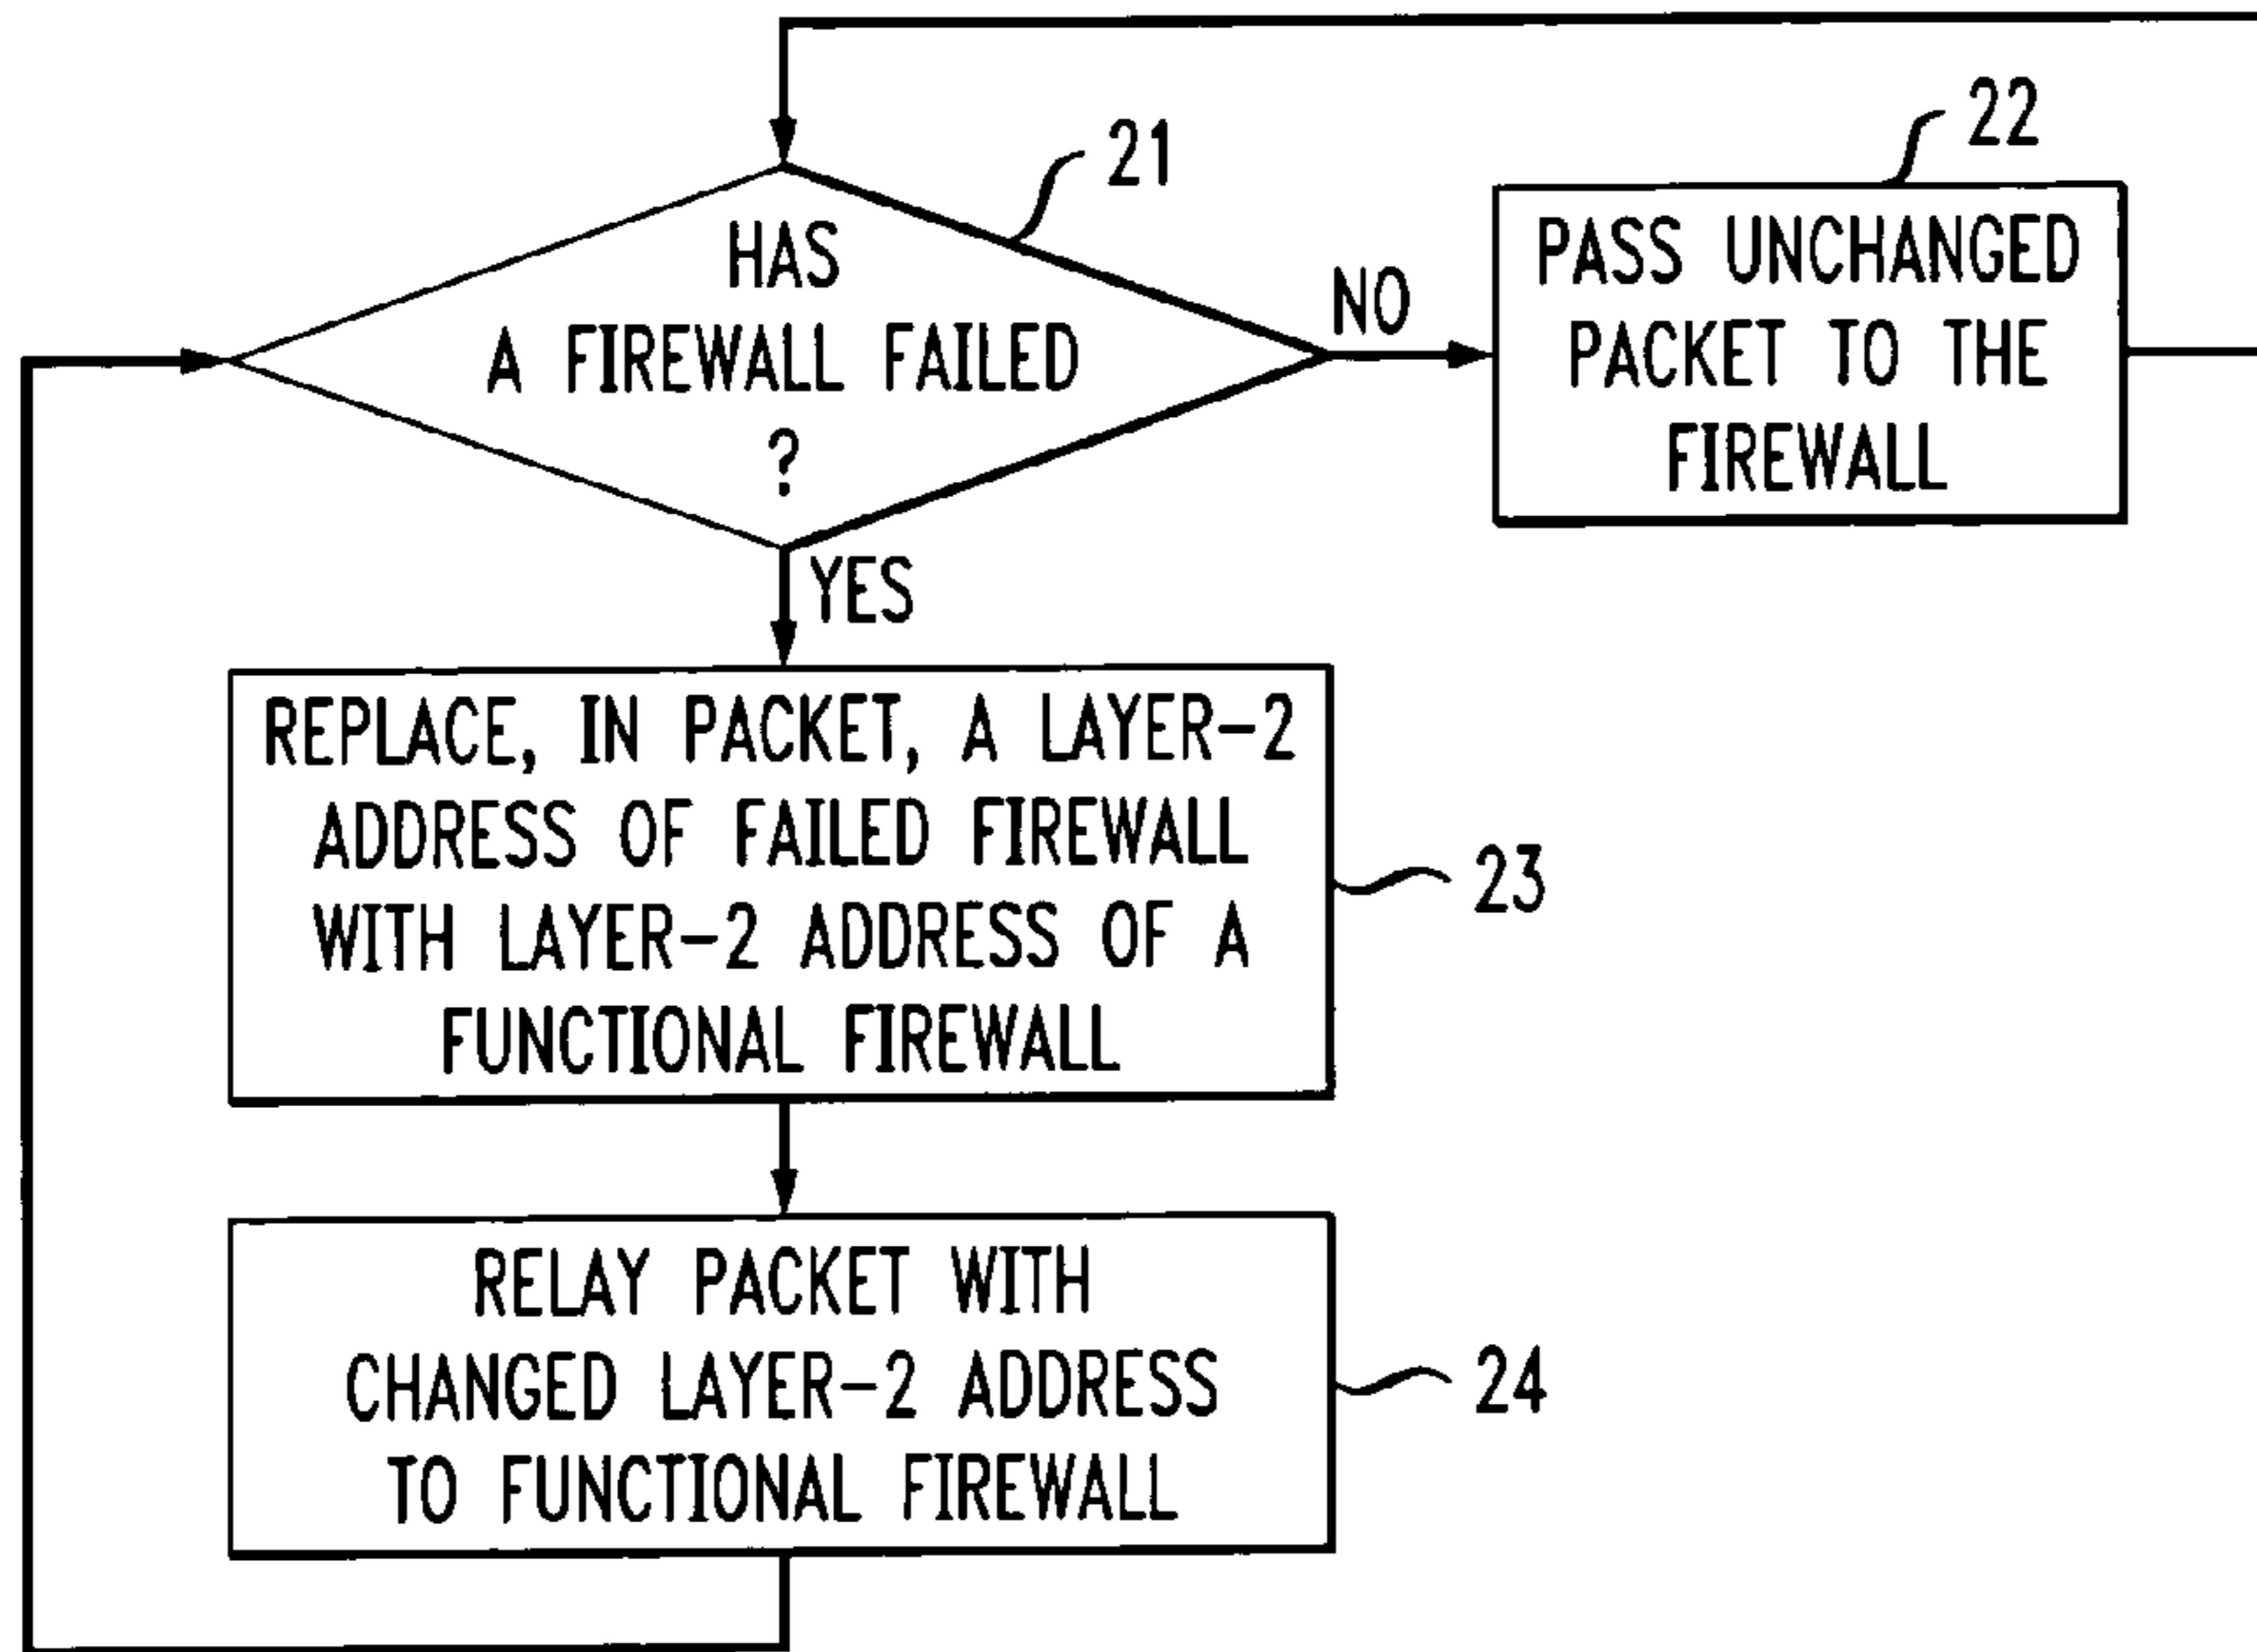 21
22
HAS
A FIREWALL FAILED
?
NO
PASS UNCHANGED
PACKET TO THE
FIREWALL
YES
REPLACE, IN PACKET, A LAYER-2
ADDRESS OF FAILED FIREWALL
WITH LAYER-2 ADDRESS OF A
FUNCTIONAL FIREWALL
23
RELAY PACKET WITH
CHANGED LAYER-2 ADDRESS
TO FUNCTIONAL FIREWALL
24